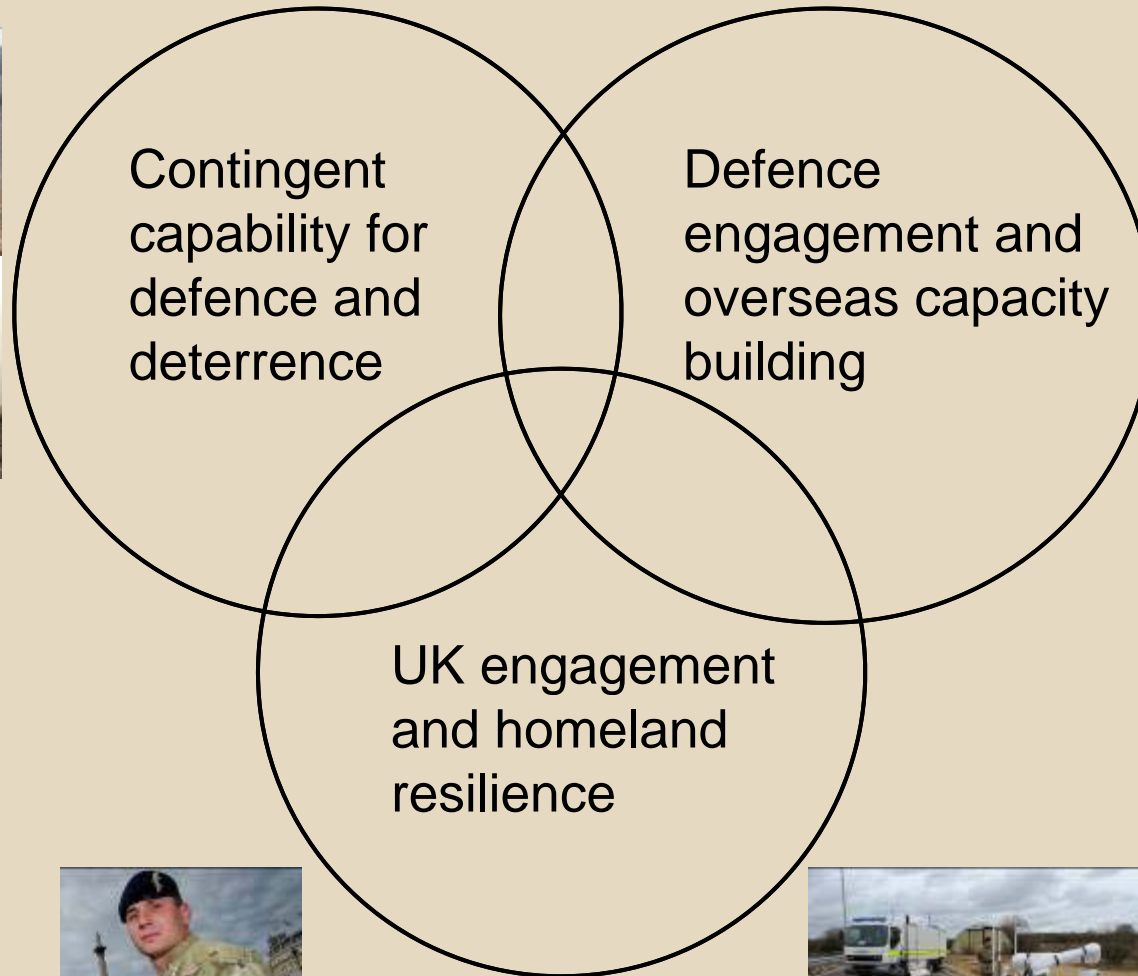 Contingent
capability for
defence and
deterrence
Defence
engagement and
overseas capacity
building
UK engagement
and homeland
resilience